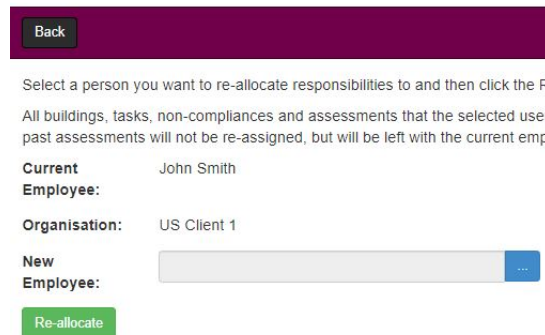 Back
Select a person you want to re-allocate responsibilities to and then click the
All buildings, tasks, non-compliances and assessments that the selected
past assessments will not be re-assigned, but will be left with the current
Current John Smith
Employee:
Organisation: US Client 1
New
Employee:
...
Re-allocate